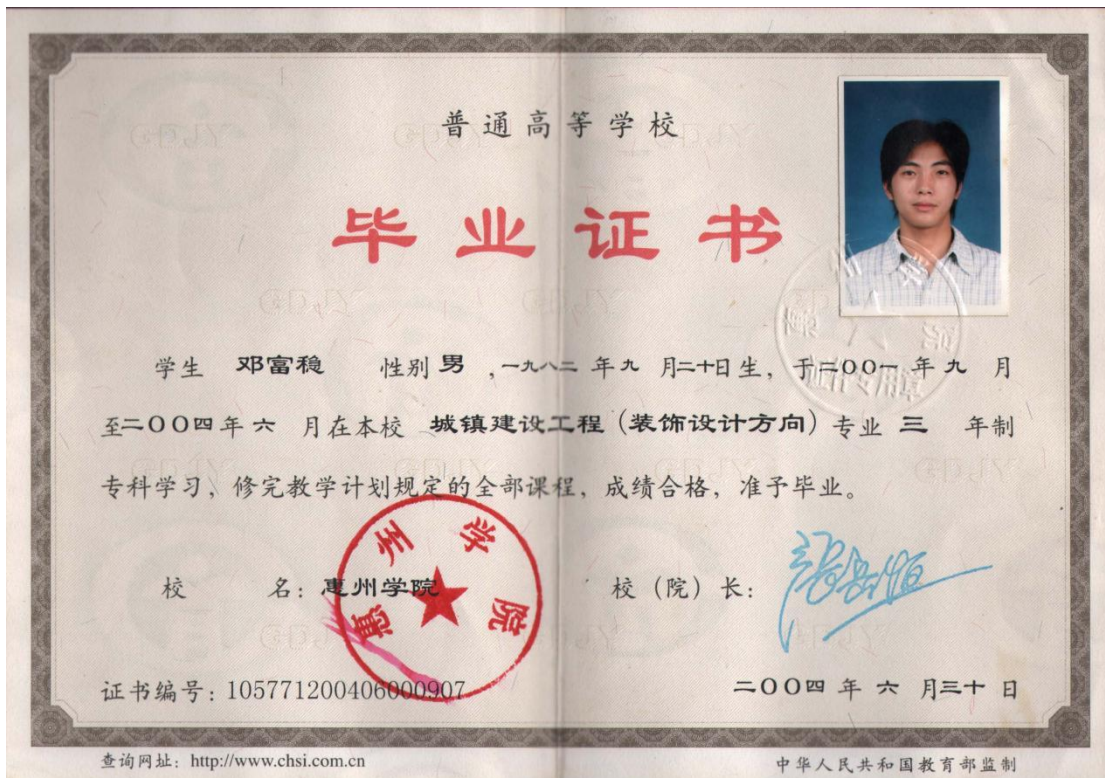 普通高等学校
毕业证书
学生 邓富稳 性别 男 ,一九八二 年 九 月二十日生, 于二〇〇一 年 九 月
至二〇〇四年 六 月在本校 城镇建设工程(装饰设计方向) 专业 三 年制
专科学习, 修完教学计划规定的全部课程, 成绩合格, 准予毕业。
校 名: 惠州学院
惠州学院
校 (院) 长:
证书编号: 105771200406000907
二〇〇四 年 六 月三十 日
查询网址: http://www.chsi.com.cn
中华人民共和国教育部监制
GDJY